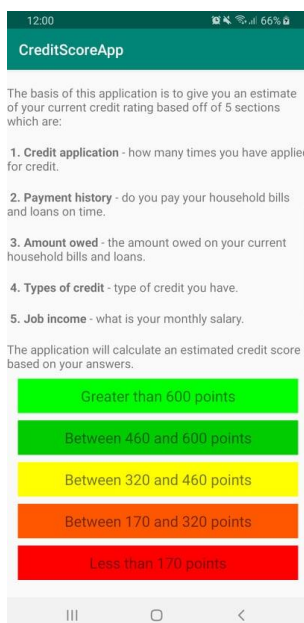 12:00 66%
CreditScoreApp
The basis of this application is to give you an estimate
of your current credit rating based off of 5 sections
which are:
1. Credit application - how many times you have applied
for credit.
2. Payment history - do you pay your household bills
and loans on time.
3. Amount owed - the amount owed on your current
household bills and loans.
4. Types of credit - type of credit you have.
5. Job income - what is your monthly salary.
The application will calculate an estimated credit score
based on your answers.
Greater than 600 points
Between 460 and 600 points
Between 320 and 460 points
Between 170 and 320 points
Less than 170 points